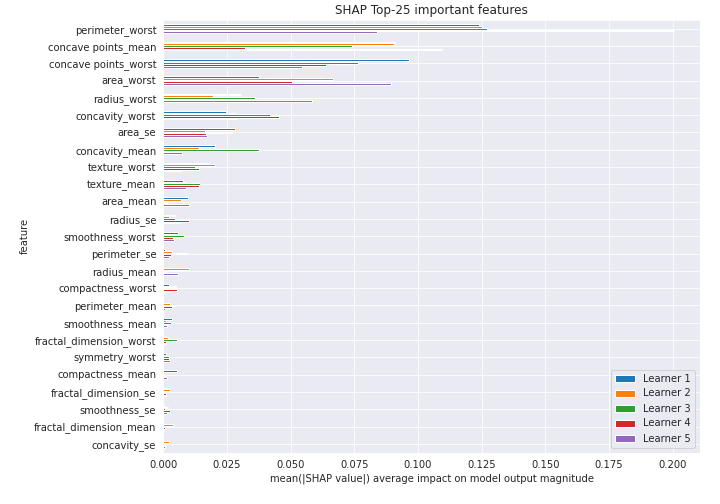 SHAP Top-25 important features
perimeter_worst
concave points_mean
concave points_worst
area_worst
radius_worst
concavity_worst
area_se
concavity_mean
texture_worst
texture_mean
area_mean
radius_se
smoothness_worst
perimeter_se
radius_mean
compactness_worst
perimeter_mean
smoothness_mean
fractal_dimension_worst
symmetry_worst
compactness_mean
fractal_dimension_se
smoothness_se
fractal_dimension_mean
concavity_se
feature
Learner 1
Learner 2
Learner 3
Learner 4
Learner 5
0.000 0.025 0.050 0.075 0.100 0.125 0.150 0.175 0.200
mean(|SHAP value|) average impact on model output magnitude